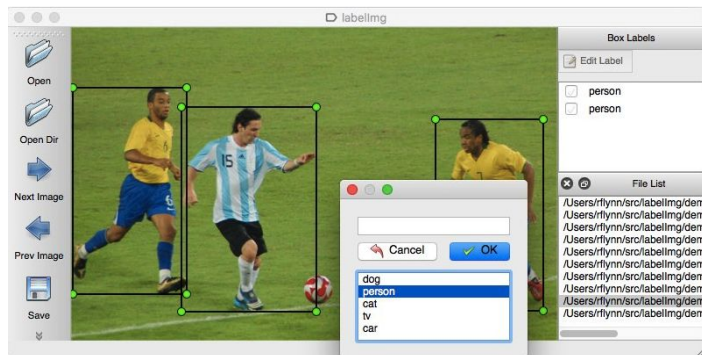 labelImg
Open
Open Dir
Next Image
Prev Image
Save
15
6
7
Cancel
OK
dog
person
cat
tv
car
Box Labels
Edit Label
person
person
File List
/Users/rflynn/src/labelImg/dem
/Users/rflynn/src/labelImg/dem
/Users/rflynn/src/labelImg/dem
/Users/rflynn/src/labelImg/dem
/Users/rflynn/src/labelImg/dem
/Users/rflynn/src/labelImg/dem
/Users/rflynn/src/labelImg/dem
/Users/rflynn/src/labelImg/dem
/Users/rflynn/src/labelImg/dem
/Users/rflynn/src/labelImg/dem